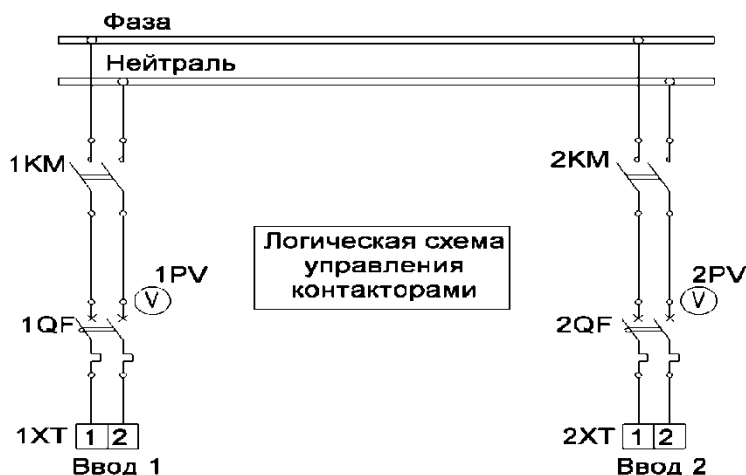 Фаза
Нейтраль
1KM
2KM
Логическая схема
управления
контакторами
1PV
V
2PV
V
1QF
2QF
1XT 1 2
2XT 1 2
Ввод 1
Ввод 2